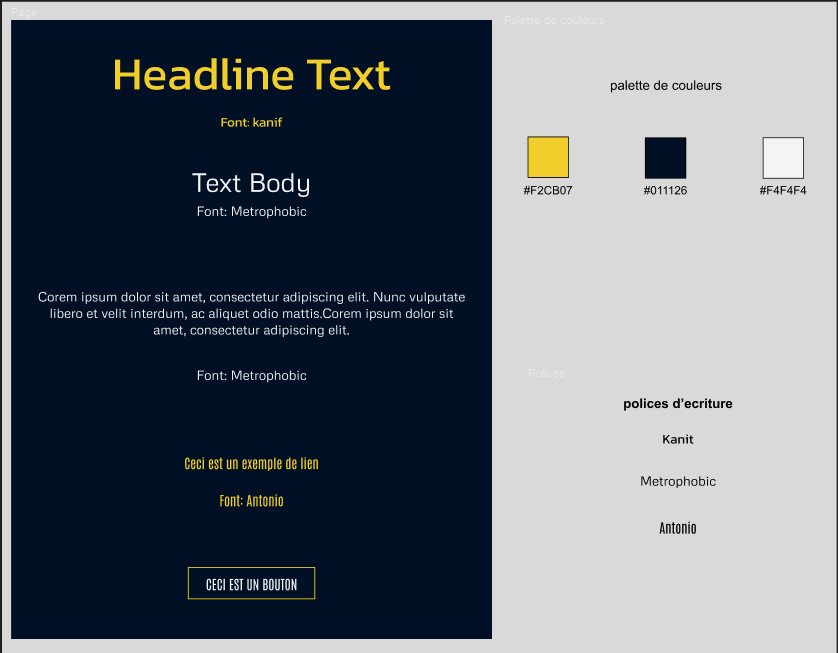 Page
Headline Text
Font: kanif
Text Body
Font: Metrophobic
Corem ipsum dolor sit amet, consectetur adipiscing elit. Nunc vulputate
libero et velit interdum, ac aliquet odio mattis.Corem ipsum dolor sit
amet, consectetur adipiscing elit.
Font: Metrophobic
Ceci est un exemple de lien
Font: Antonio
CECI EST UN BOUTON
Palette de couleurs
palette de couleurs
#F2CB07
#011126
#F4F4F4
Polices
polices d’ecriture
Kanit
Metrophobic
Antonio